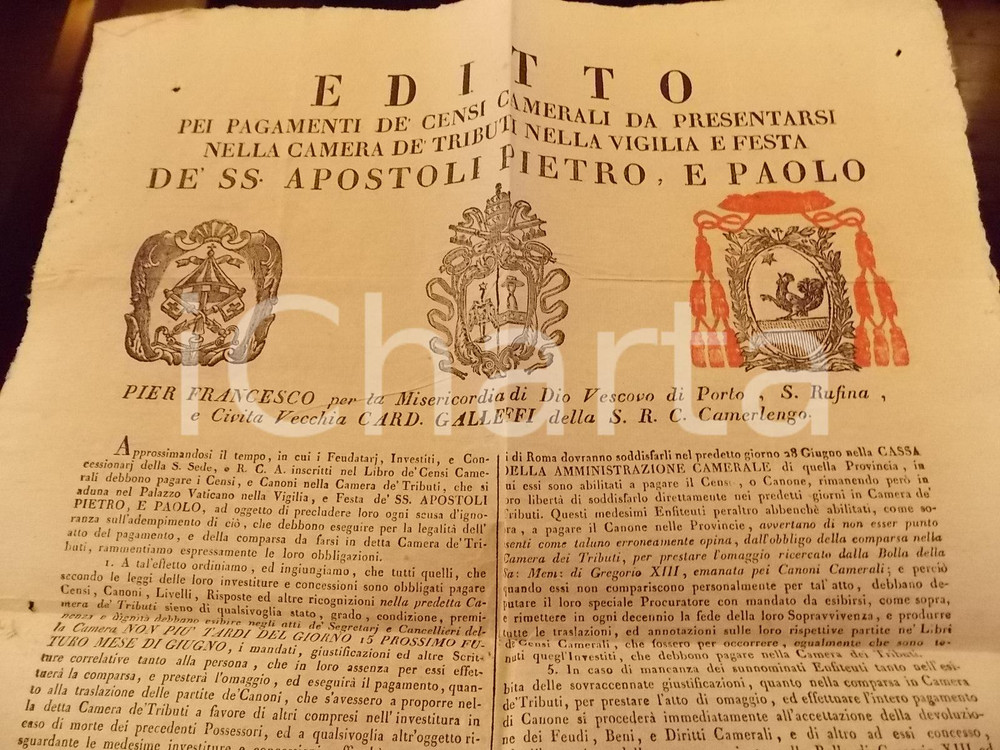 EDITTO
PEI PAGAMENTI DE' CENSI CAMERALI DA PRESENTARSI
NELLA CAMERA DE' TRIBUTI NELLA VIGILIA E FESTA
DE' SS. APOSTOLI PIETRO, E PAOLO
iCharta
PIER FRANCESCO per la Misericordia di Dio Vescovo di Porto, S. Rufina,
e Civita Vecchia CARD. GALLEFFI della S. R. C. Camerlengo.
Approssimandosi il tempo, in cui i Feudatarj, Investiti, e Con-
cessionarj della S. Sede, e R. C. A. inscritti nel Libro de' Censi Came-
rali debbono pagare i Censi, e Canoni nella Camera de' Tributi, che si
aduna nel Palazzo Vaticano nella Vigilia, e Festa de' SS. APOSTOLI
PIETRO, E PAOLO, ad oggetto di precludere loro ogni scusa d'igno-
ranza sull'adempimento di ciò, che debbono eseguire per la legalità dell'
atto del pagamento, e della comparsa da farsi in detta Camera de' Tri-
buti, rammentiamo espressamente le loro obbligazioni.
1. A tal'effetto ordiniamo, ed ingiungiamo, che tutti quelli, che
secondo le leggi delle loro investiture e concessioni sono obbligati pagare
Censi, Canoni, Livelli, Risposte ed altre ricognizioni nella predetta Ca-
mera de' Tributi sieno di qualsivoglia stato, grado, condizione, premi-
nenza e dignità debbano esibire negli atti de' Segretarj e Cancellieri del-
la Camera NON PIU' TARDI DEL GIORNO 15 PROSSIMO FU-
TURO MESE DI GIUGNO, i mandati, giustificazioni ed altre Scrit-
ture correlative tanto alla persona, che in loro assenza per essi effet-
tuerà la comparsa, e presterà l'omaggio, ed eseguirà il pagamento, quan-
to alla traslazione delle partite de' Canoni, che s'avessero a proporre nel-
la detta Camera de' Tributi a favore di altri compresi nell'investitura in
caso di morte dei precedenti Possessori, ed a qualsivoglia altr'oggetto ri-
sguardante le medesime investiture e concessioni
i di Roma dovranno soddisfarli nel predetto giorno 28 Giugno nella CASSA
DELLA AMMINISTRAZIONE CAMERALE di quella Provincia, in
ui essi sono abilitati a pagare il Censo, o Canone, rimanendo però in
oro libertà di soddisfarlo direttamente nei predetti giorni in Camera de'
Tributi. Questi medesimi Enfiteuti peraltro abbenchè abilitati, come so-
ra, a pagare il Canone nelle Provincie, avvertano di non esser punto
senti come taluno erroneamente opina, dall'obbligo della comparsa nella
Camera dei Tributi, per prestare l'omaggio ricercato dalla Bolla della
Sa: Mem: di Gregorio XIII, emanata pei Canoni Camerali; e perciò
quando essi non compariscono personalmente per tal'atto, debbano de-
putare il loro speciale Procuratore con mandato da esibirsi, come sopra,
e rimettere in ogni decennio la fede della loro Sopravvivenza, e produrre
tutte le traslazioni, ed annotazioni sulle loro rispettive partite ne' Libri
di Censi Camerali, che fossero per occorrere, egualmente che sono te-
nuti quegl'Investiti, che debbono pagare nella Camera dei Tributi.
5. In caso di mancanza dei sunnominati Enfiteuti tanto nell'esi-
bita delle sovraccennate giustificazioni, quanto nella comparsa in Camera
de' Tributi, per prestare l'atto di omaggio, ed effettuare l'intero pagamento
di Canone si procederà immediatamente all'accettazione della devoluzio-
ne dei Feudi, Beni, e Diritti Camerali, e di altro ad essi concesso,